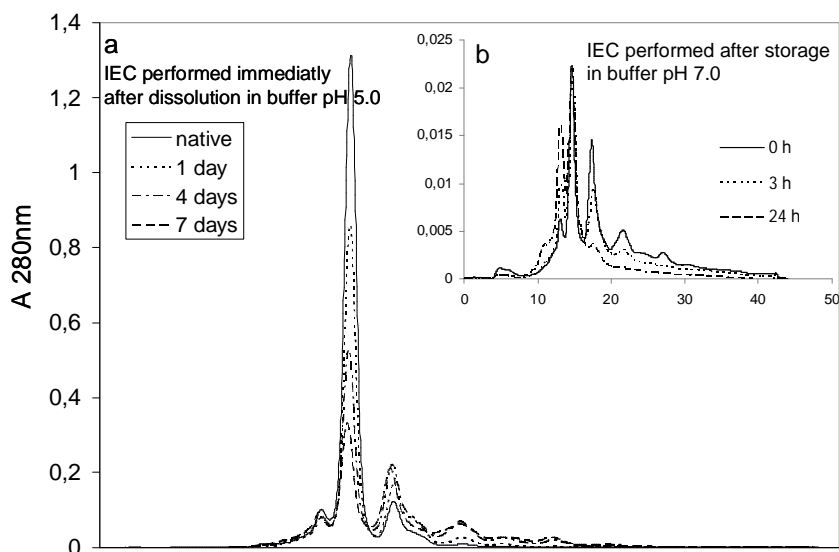 a
IEC performed immediatly
after dissolution in buffer pH 5.0
native
1 day
4 days
7 days
A 280nm
1,4
1,2
1
0,8
0,6
0,4
0,2
0
b
IEC performed after storage
in buffer pH 7.0
0 h
3 h
24 h
0,025
0,02
0,015
0,01
0,005
0
0 10 20 30 40 50